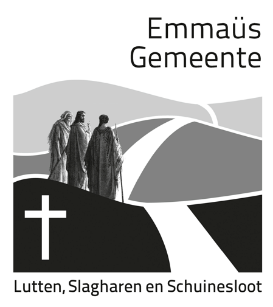 Emmaüs
Gemeente
Lutten, Slagharen en Schuinesloot